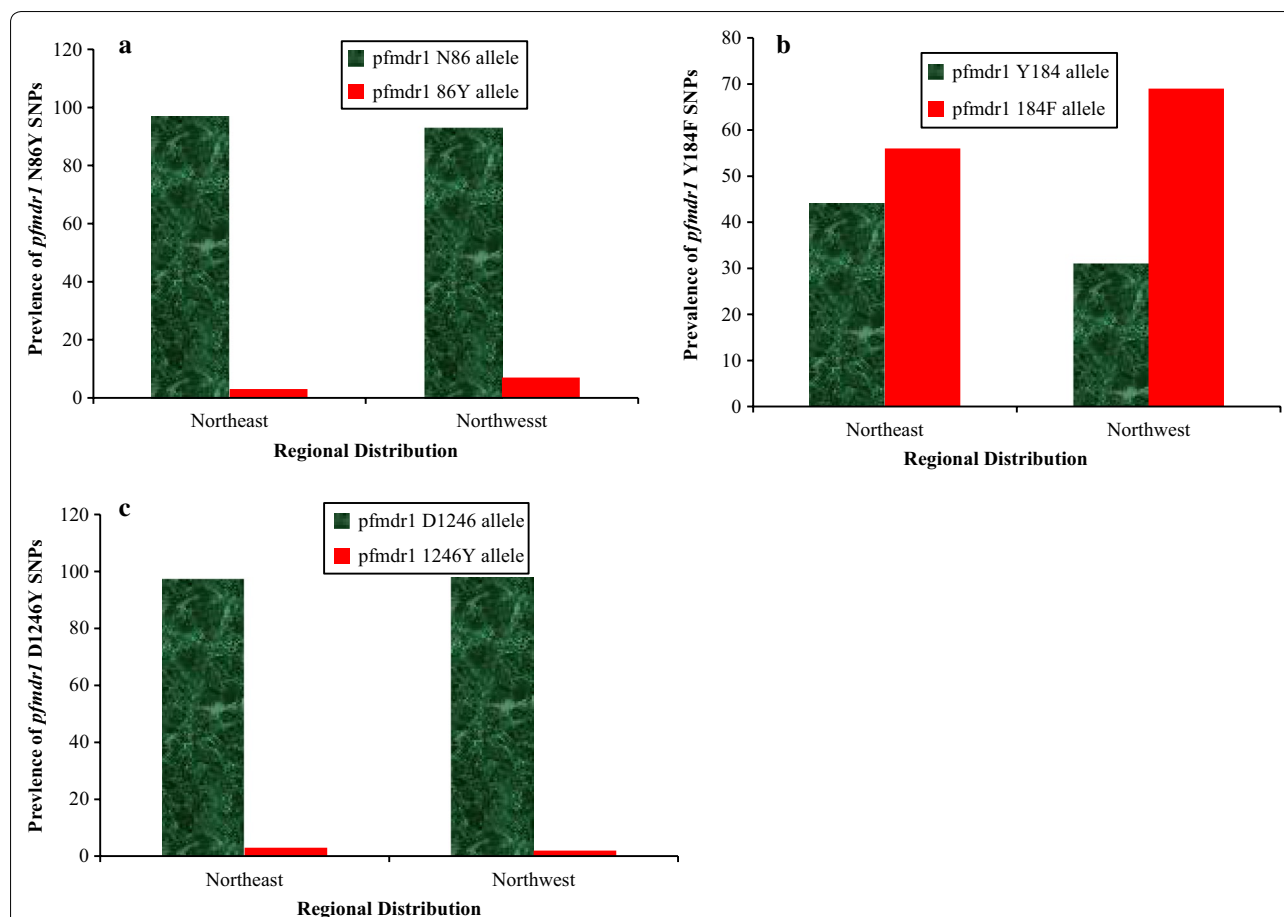 a
pfmdr1 N86 allele
pfmdr1 86Y allele
Prevlence of pfmdr1 N86Y SNPs
120
100
80
60
40
20
0
Northeast
Northwesst
Regional Distribution
b
pfmdr1 Y184 allele
pfmdr1 184F allele
Prevalence of pfmdr1 Y184F SNPs
80
70
60
50
40
30
20
10
0
Northeast
Northwest
Regional Distribution
c
pfmdr1 D1246 allele
pfmdr1 1246Y allele
Prevlence of pfmdr1 D1246Y SNPs
120
100
80
60
40
20
0
Northeast
Northwest
Regional Distribution